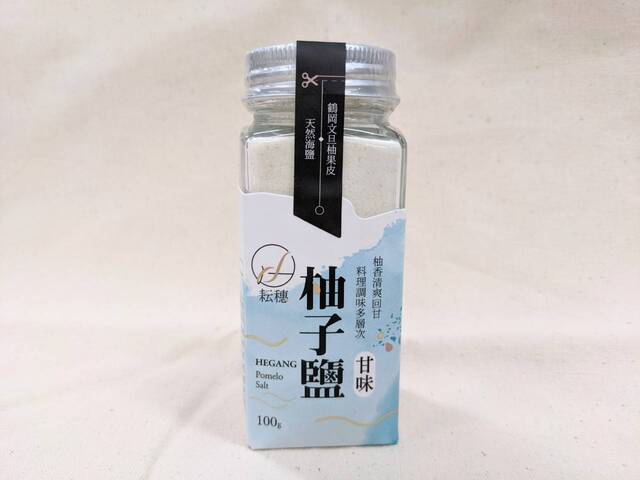 鶴岡文旦柚果皮
天然海鹽
柚香清爽回甘
料理調味多層次
耘穗
柚子鹽
甘味
HEGANG
Pomelo
Salt
100g